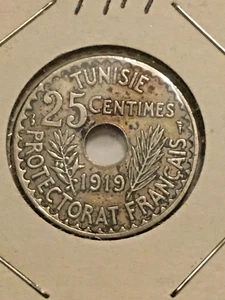 TUNISIE
25 CENTIMES
1919
PROTECTORAT FRANÇAIS